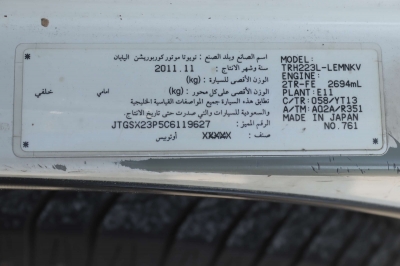 اسم الصانع وبلد الصنع : تويوتا موتور كوربوريشن اليابان
سنة وشهر الانتاج : 2011.11
الوزن الأقصى للسيارة : (kg)
الوزن الأقصى على كل محور : (kg) امامي خلفي
تطابق هذه السيارة جميع المواصفات القياسية الخليجية
والسعودية للسيارات والتي صدرت حتى تاريخ الانتاج.
الرقم المميز : JTGSX23P5C6119627
صنف : XXXXX أوتوبيس
MODEL:
TRH223L-LEMNKV
ENGINE:
2TR-FE 2694mL
PLANT: E11
C/TR: 058/YT13
A/TM: A02A/R351
MADE IN JAPAN
NO.761